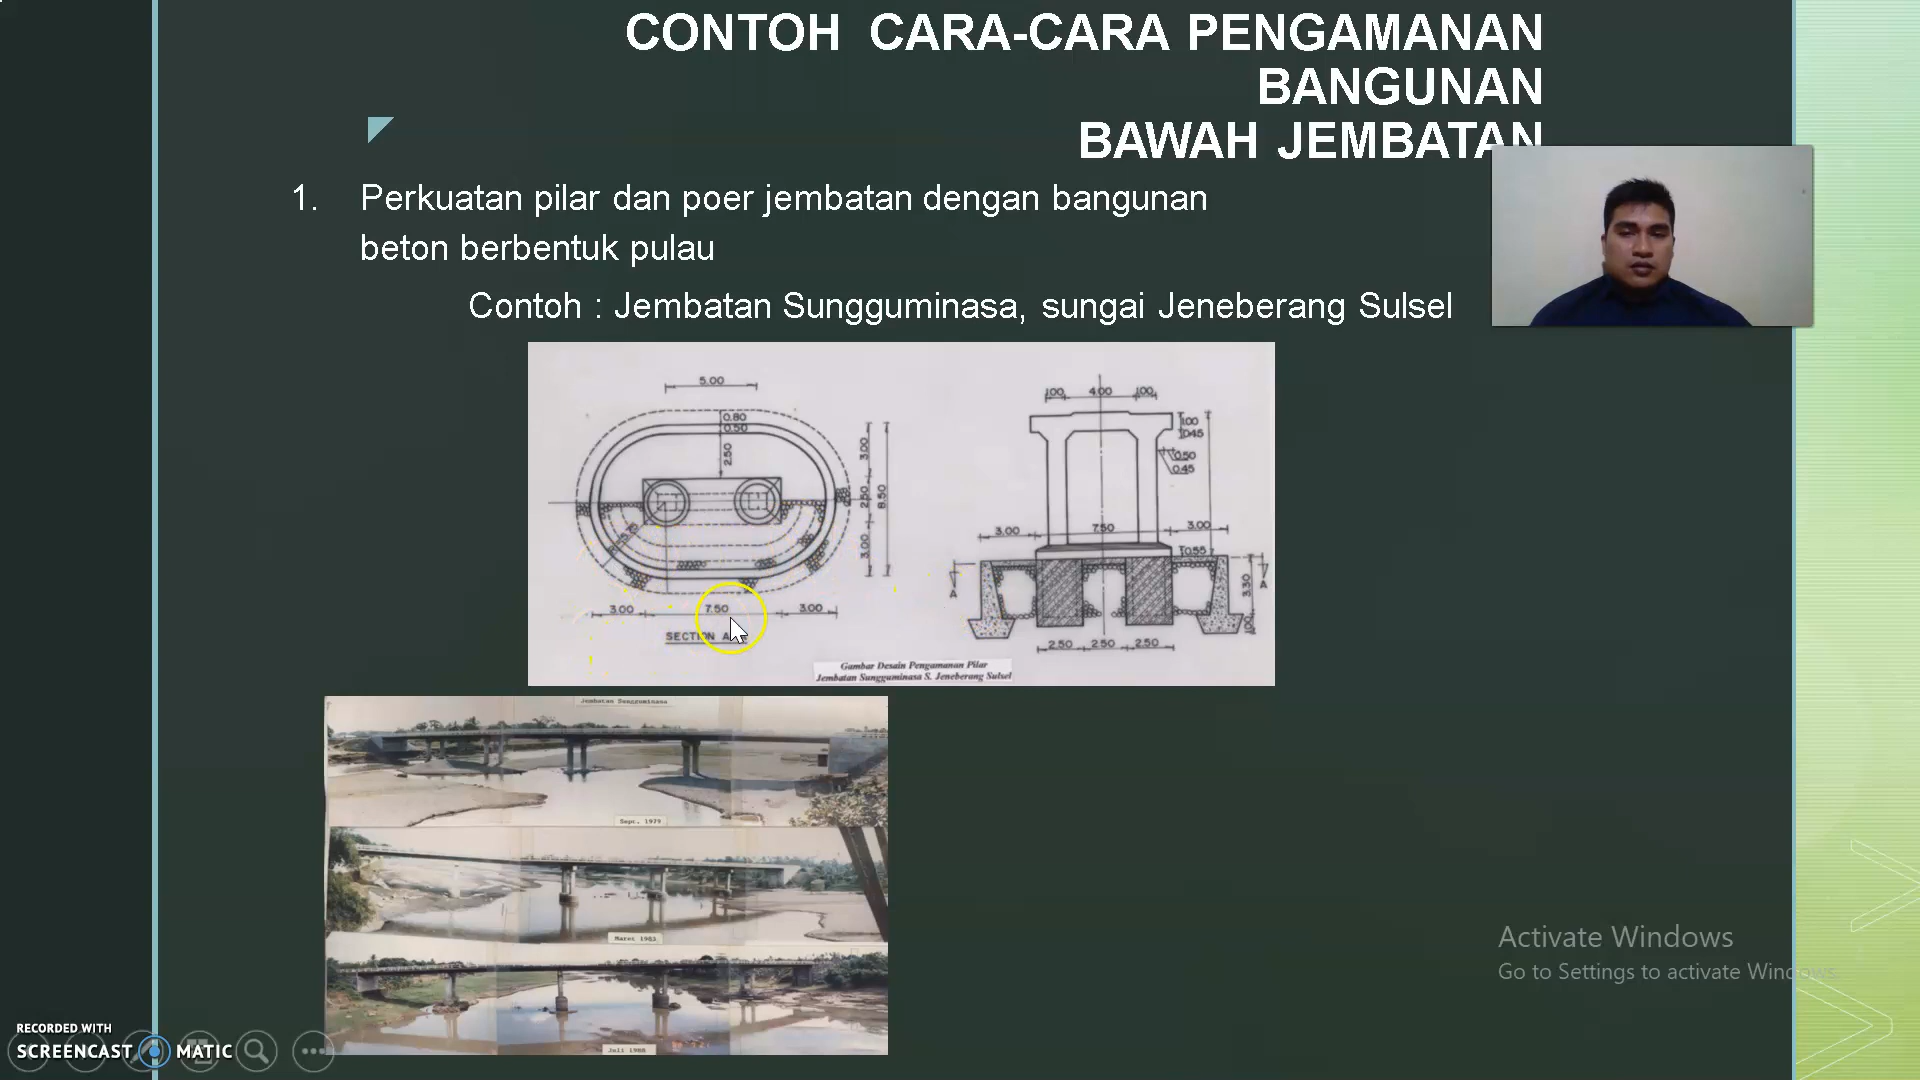 CONTOH CARA-CARA PENGAMANAN
BANGUNAN
BAWAH JEMBATAN
1. Perkuatan pilar dan poer jembatan dengan bangunan
beton berbentuk pulau
Contoh : Jembatan Sungguminasa, sungai Jeneberang Sulsel
5.00
0.80
0.50
2.50
3.00
2.50
8.50
3.00
3.00 7.50 3.00
SECTION A
1.00 4.00 1.00
1.00
0.45
0.50
0.45
3.00 7.50 3.00
0.55
A A
3.30
1.00
2.50 2.50 2.50
Gambar Desain Pengamanan Pilar
Jembatan Sungguminasa S. Jeneberang Sulsel
Jembatan Sungguminasa
Sept. 1979
Maret 1983
Juli 1988
Activate Windows
Go to Settings to activate Windows
RECORDED WITH
SCREENCAST MATIC